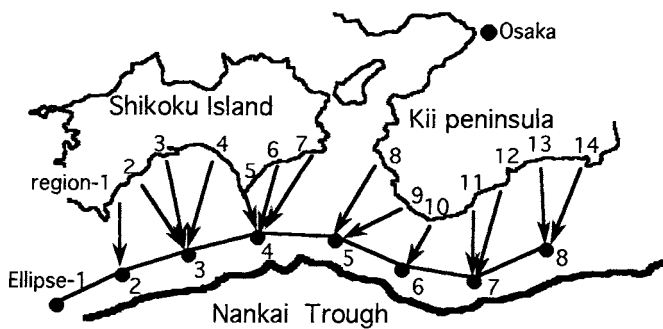 Osaka
Shikoku Island
Kii peninsula
region-1 2 3 4 5 6 7 8 9 10 11 12 13 14
Ellipse-1 2 3 4 5 6 7 8
Nankai Trough